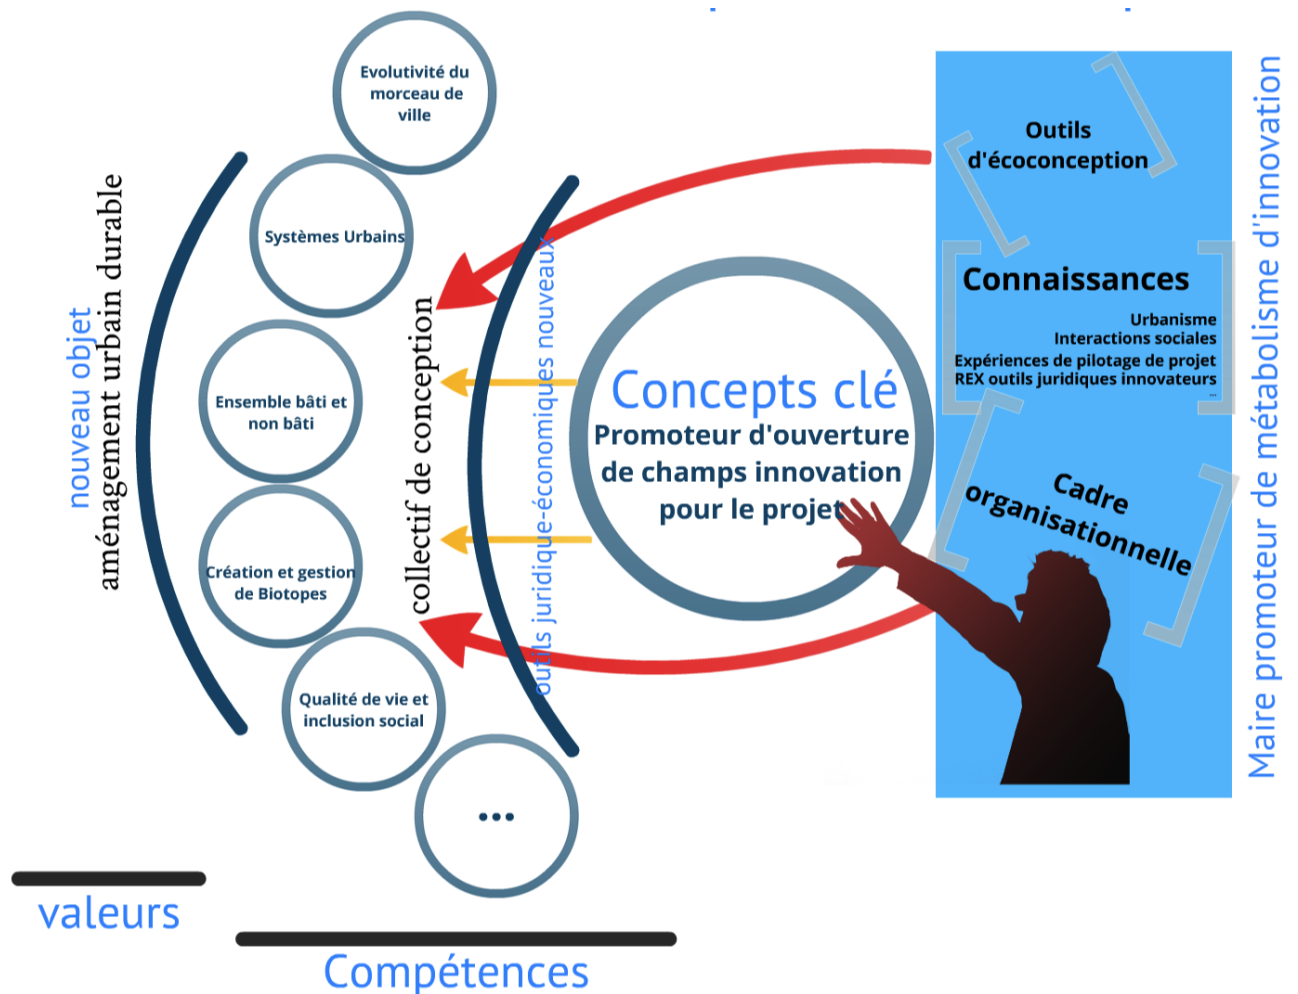 Evolutivité du
morceau de
ville
Systèmes Urbains
Ensemble bâti et
non bâti
Création et gestion
de Biotopes
Qualité de vie et
inclusion social
...
nouveau objet
aménagement urbain durable
collectif de conception
outils juridique-économiques nouveaux
Concepts clé
Promoteur d'ouverture
de champs innovation
pour le projet
Outils
d'écoconception
Connaissances
Urbanisme
Interactions sociales
Expériences de pilotage de projet
REX outils juridiques innovateurs
...
Cadre
organisationnelle
Maire promoteur de métabolisme d'innovation
valeurs
Compétences